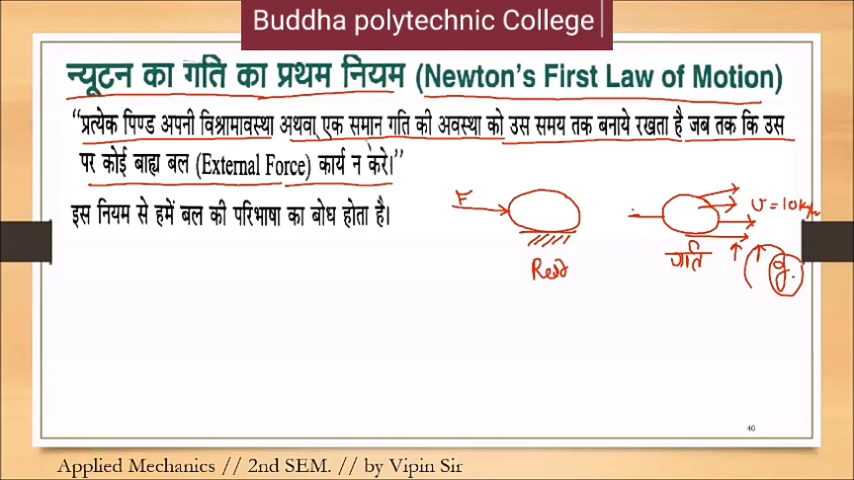 Buddha polytechnic College
न्यूटन का गति का प्रथम नियम (Newton's First Law of Motion)
“प्रत्येक पिण्ड अपनी विश्रामावस्था अथवा् एक समान गति की अवस्था को उस समय तक बनाये रखता है जब तक कि उस
पर कोई बाह्य बल (External Force) कार्य न करे।”
इस नियम से हमें बल की परिभाषा का बोध होता है।
F
v = 10 k
गति
Rest
g.
40
Applied Mechanics // 2nd SEM. // by Vipin Sir